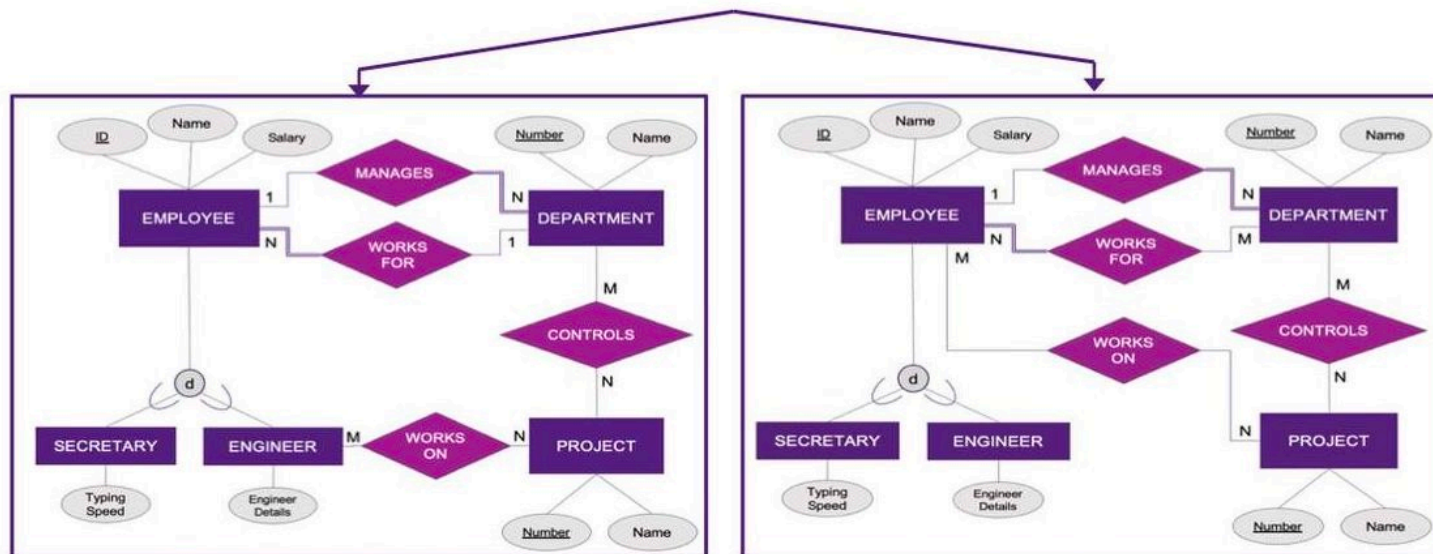 Name
ID
Salary
Number
Name
MANAGES
1
N
EMPLOYEE
DEPARTMENT
N
WORKS
FOR
1
M
CONTROLS
d
N
SECRETARY
ENGINEER
M
WORKS
ON
N
PROJECT
Typing
Speed
Engineer
Details
Number
Name
Name
ID
Salary
Number
Name
MANAGES
1
N
EMPLOYEE
DEPARTMENT
N
WORKS
FOR
M
M
M
CONTROLS
WORKS
ON
d
N
SECRETARY
ENGINEER
N
PROJECT
Typing
Speed
Engineer
Details
Number
Name